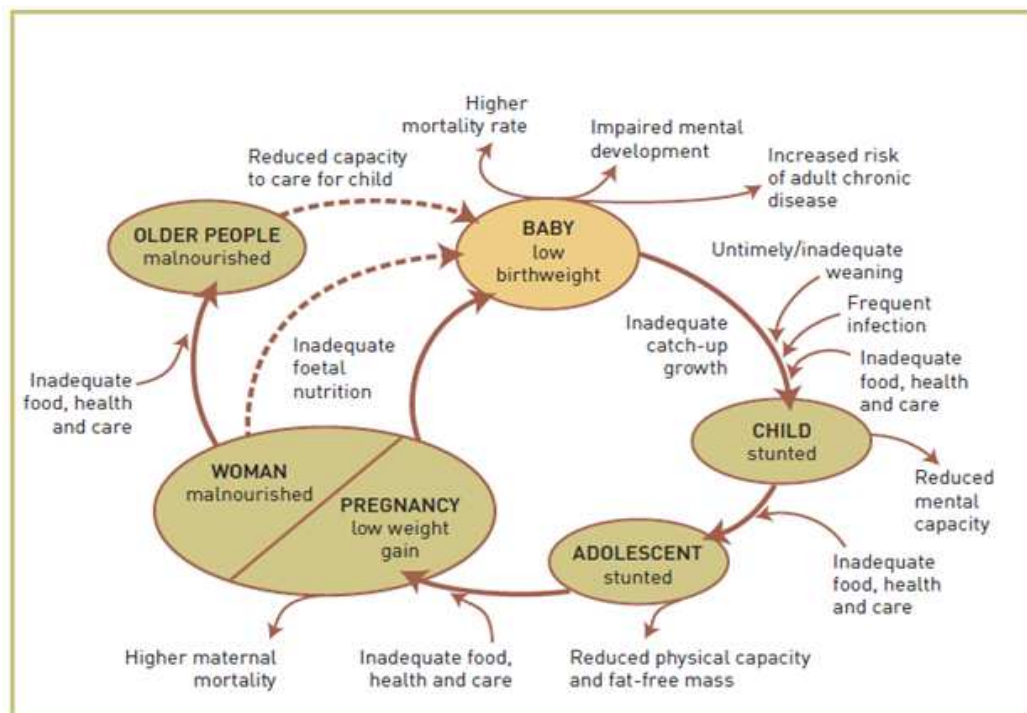 Higher
mortality rate
Impaired mental
development
Increased risk
of adult chronic
disease
Reduced capacity
to care for child
OLDER PEOPLE
malnourished
BABY
low
birthweight
Untimely/inadequate
weaning
Frequent
infection
Inadequate
food, health
and care
Inadequate
catch-up
growth
Inadequate
foetal
nutrition
Inadequate
food, health
and care
CHILD
stunted
Reduced
mental
capacity
WOMAN
malnourished
PREGNANCY
low weight
gain
ADOLESCENT
stunted
Inadequate
food, health
and care
Higher maternal
mortality
Inadequate food,
health and care
Reduced physical capacity
and fat-free mass